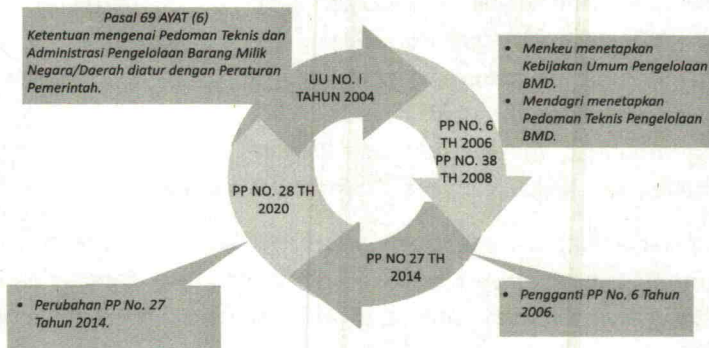 Pasal 69 AYAT (6)
Ketentuan mengenai Pedoman Teknis dan
Administrasi Pengelolaan Barang Milik
Negara/Daerah diatur dengan Peraturan
Pemerintah.
UU NO. I
TAHUN 2004
• Menkeu menetapkan
Kebijakan Umum Pengelolaan
BMD.
• Mendagri menetapkan
Pedoman Teknis Pengelolaan
BMD.
PP NO. 6
TH 2006
PP NO. 38
TH 2008
PP NO. 28 TH
2020
PP NO 27 TH
2014
• Perubahan PP No. 27
Tahun 2014.
• Pengganti PP No. 6 Tahun
2006.